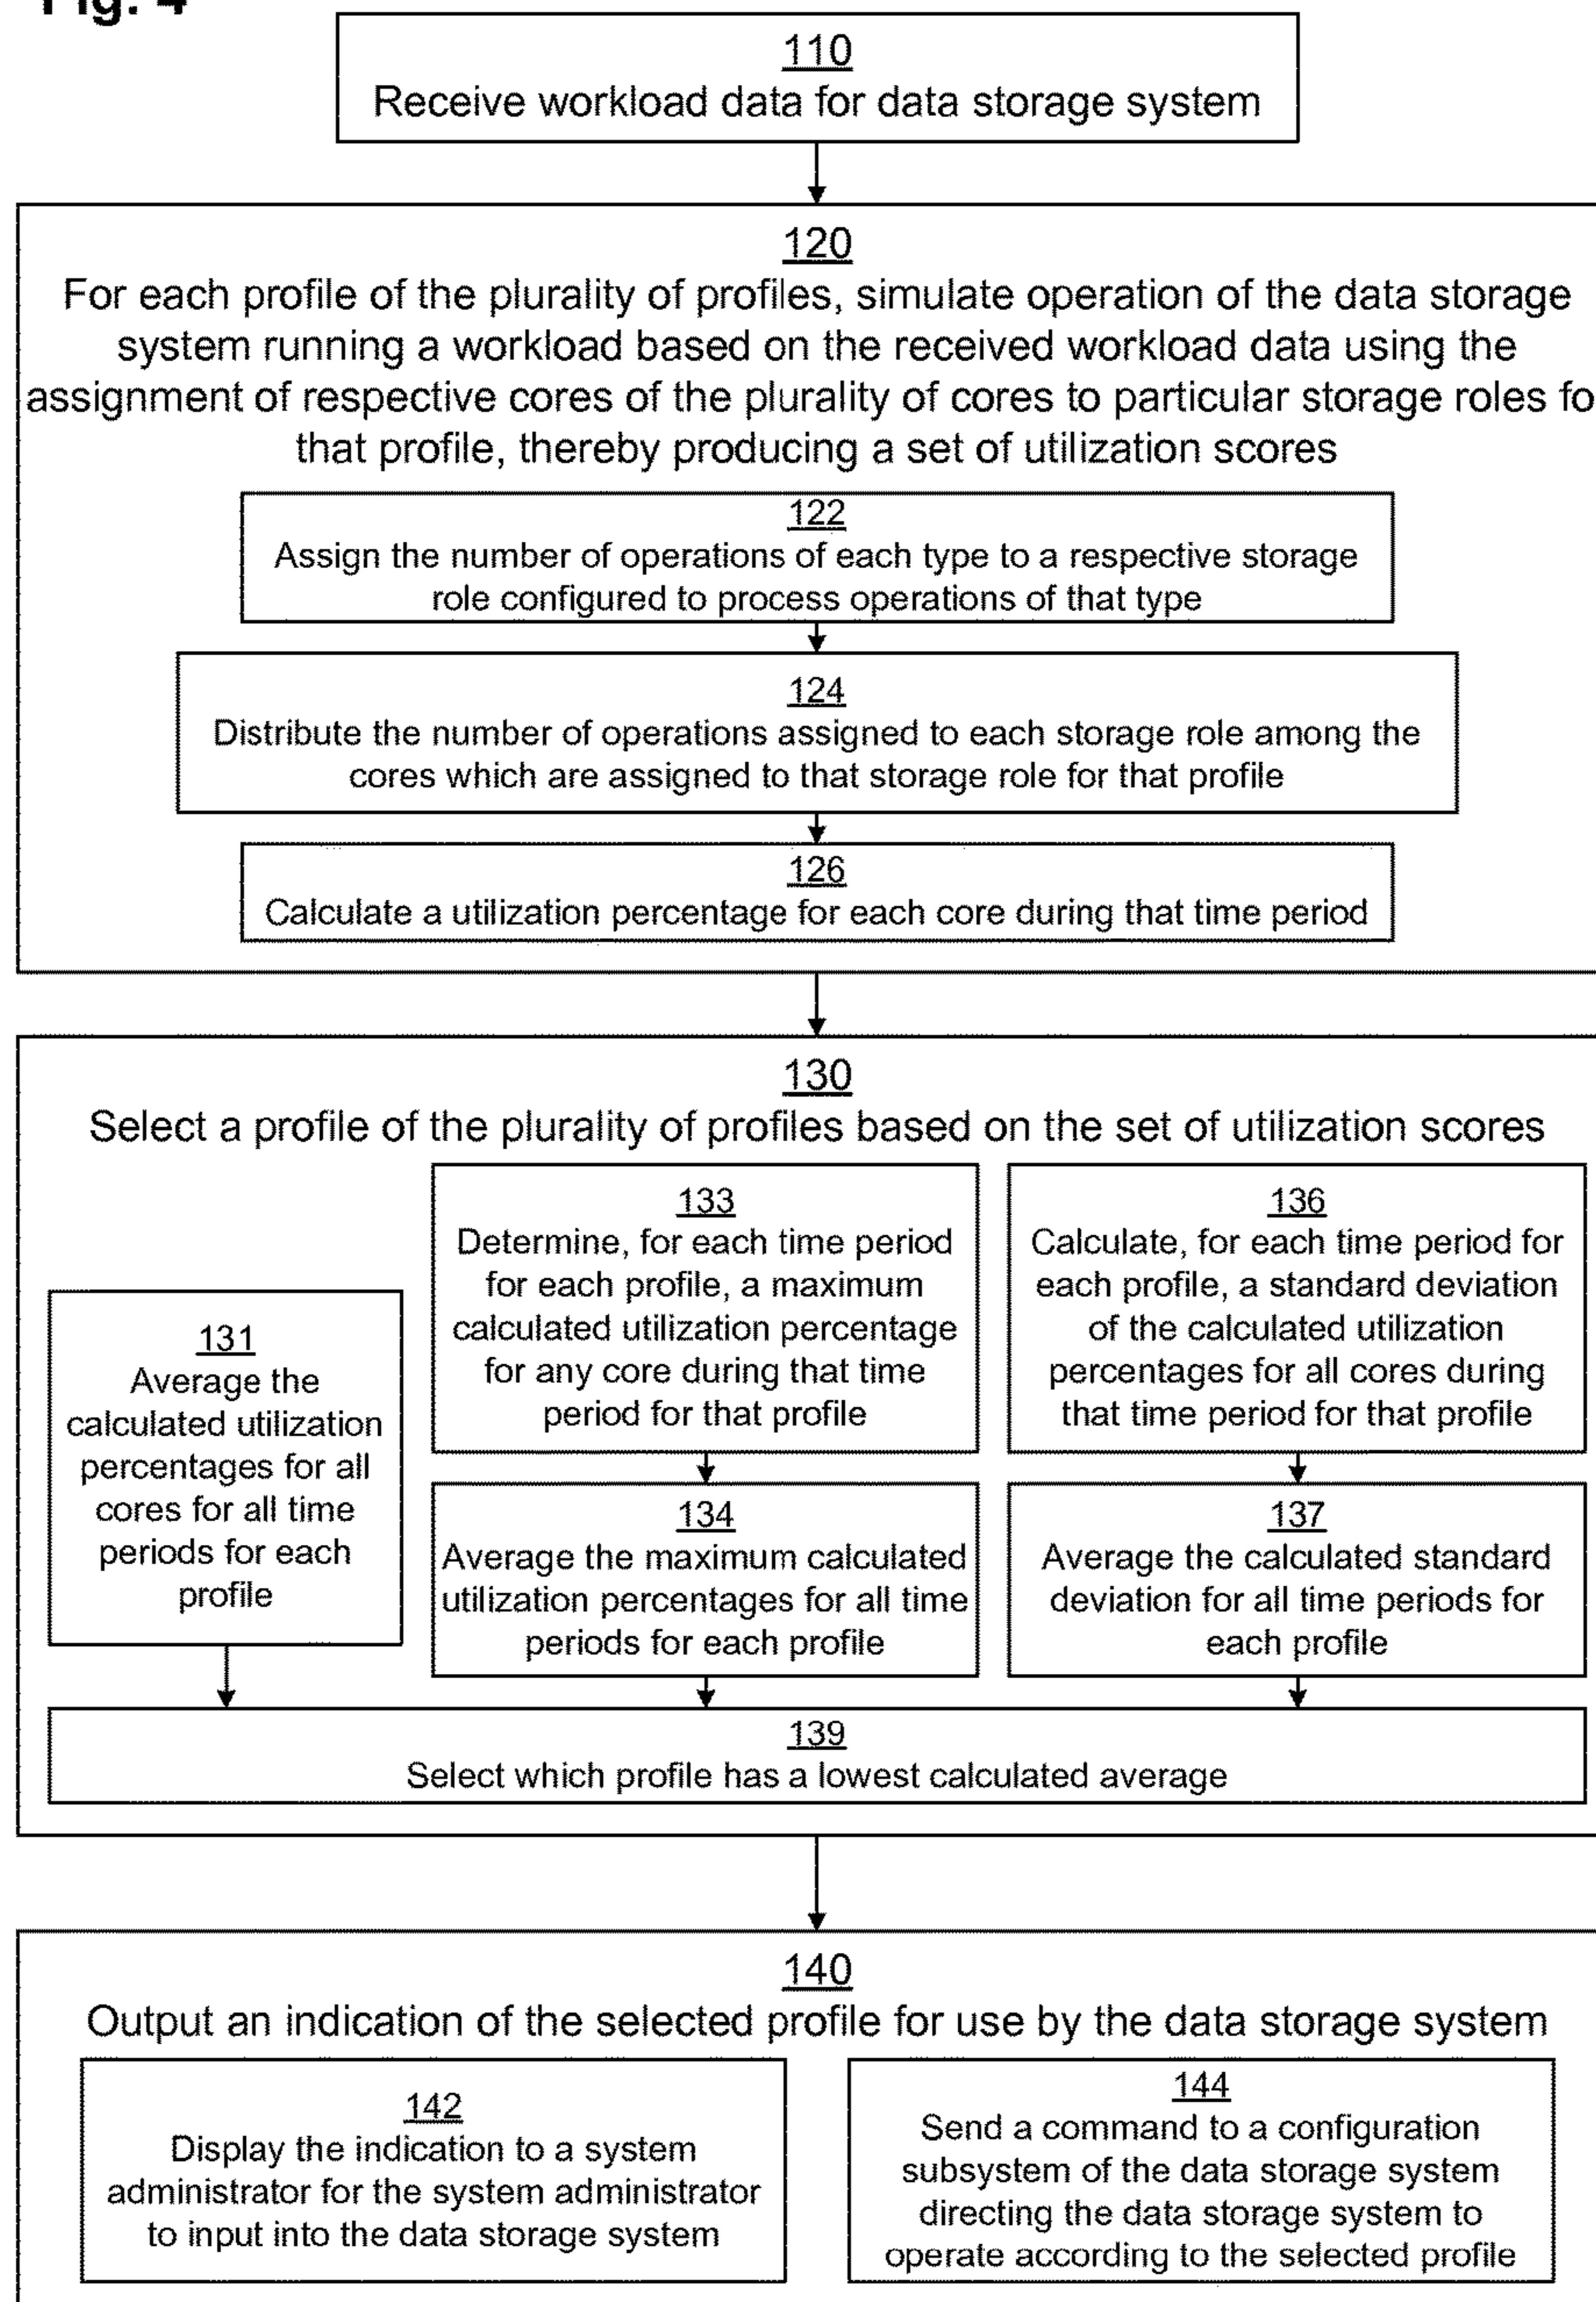 Fig. 4
110
Receive workload data for data storage system
120
For each profile of the plurality of profiles, simulate operation of the data storage
system running a workload based on the received workload data using the
assignment of respective cores of the plurality of cores to particular storage roles fo
that profile, thereby producing a set of utilization scores
122
Assign the number of operations of each type to a respective storage
role configured to process operations of that type
124
Distribute the number of operations assigned to each storage role among the
cores which are assigned to that storage role for that profile
126
Calculate a utilization percentage for each core during that time period
130
Select a profile of the plurality of profiles based on the set of utilization scores
131
Average the
calculated utilization
percentages for all
cores for all time
periods for each
profile
133
Determine, for each time period
for each profile, a maximum
calculated utilization percentage
for any core during that time
period for that profile
134
Average the maximum calculated
utilization percentages for all time
periods for each profile
136
Calculate, for each time period for
each profile, a standard deviation
of the calculated utilization
percentages for all cores during
that time period for that profile
137
Average the calculated standard
deviation for all time periods for
each profile
139
Select which profile has a lowest calculated average
140
Output an indication of the selected profile for use by the data storage system
142
Display the indication to a system
administrator for the system administrator
to input into the data storage system
144
Send a command to a configuration
subsystem of the data storage system
directing the data storage system to
operate according to the selected profile